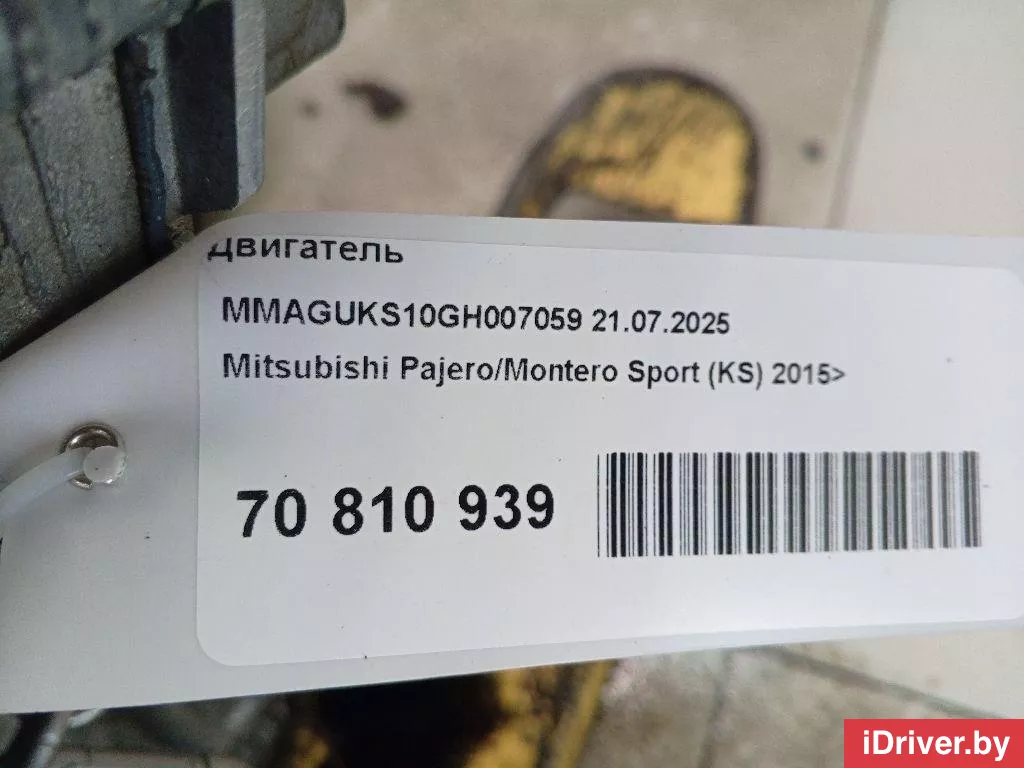 Двигатель
MMAGUKS10GH007059 21.07.2025
Mitsubishi Pajero/Montero Sport (KS) 2015>
70 810 939
iDriver.by